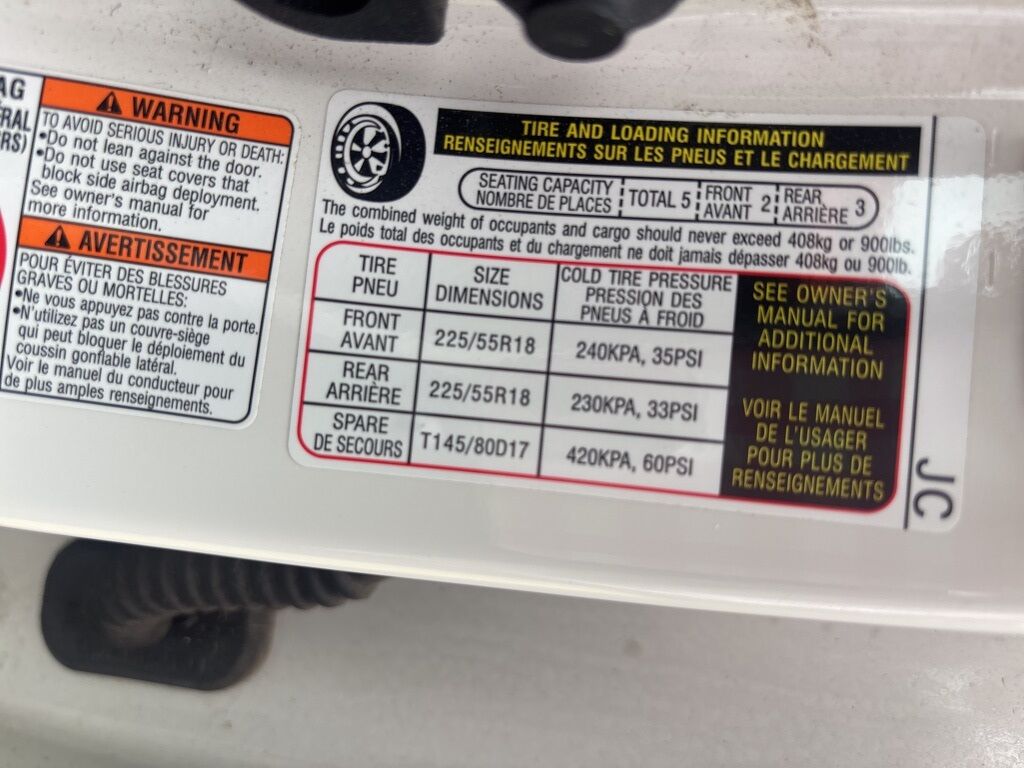 AG
RAL
RS)
WARNING
TO AVOID SERIOUS INJURY OR DEATH:
•Do not lean against the door.
•Do not use seat covers that
block side airbag deployment.
See owner's manual for
more information.
AVERTISSEMENT
POUR ÉVITER DES BLESSURES
GRAVES OU MORTELLES:
•Ne vous appuyez pas contre la porte.
•N'utilizez pas un couvre-siège
qui peut bloquer le déploiement du
coussin gonflable latéral.
Voir le manuel du conducteur pour
de plus amples renseignements.
TIRE AND LOADING INFORMATION
RENSEIGNEMENTS SUR LES PNEUS ET LE CHARGEMENT
SEATING CAPACITY
NOMBRE DE PLACES
TOTAL 5
FRONT
AVANT 2
REAR
ARRIÈRE 3
The combined weight of occupants and cargo should never exceed 408kg or 900lbs.
Le poids total des occupants et du chargement ne doit jamais dépasser 408kg ou 900lb.
TIRE
PNEU
SIZE
DIMENSIONS
COLD TIRE PRESSURE
PRESSION DES
PNEUS À FROID
FRONT
AVANT
225/55R18
240KPA, 35PSI
REAR
ARRIÈRE
225/55R18
230KPA, 33PSI
SPARE
DE SECOURS
T145/80D17
420KPA, 60PSI
SEE OWNER'S
MANUAL FOR
ADDITIONAL
INFORMATION
VOIR LE MANUEL
DE L'USAGER
POUR PLUS DE
RENSEIGNEMENTS
JC